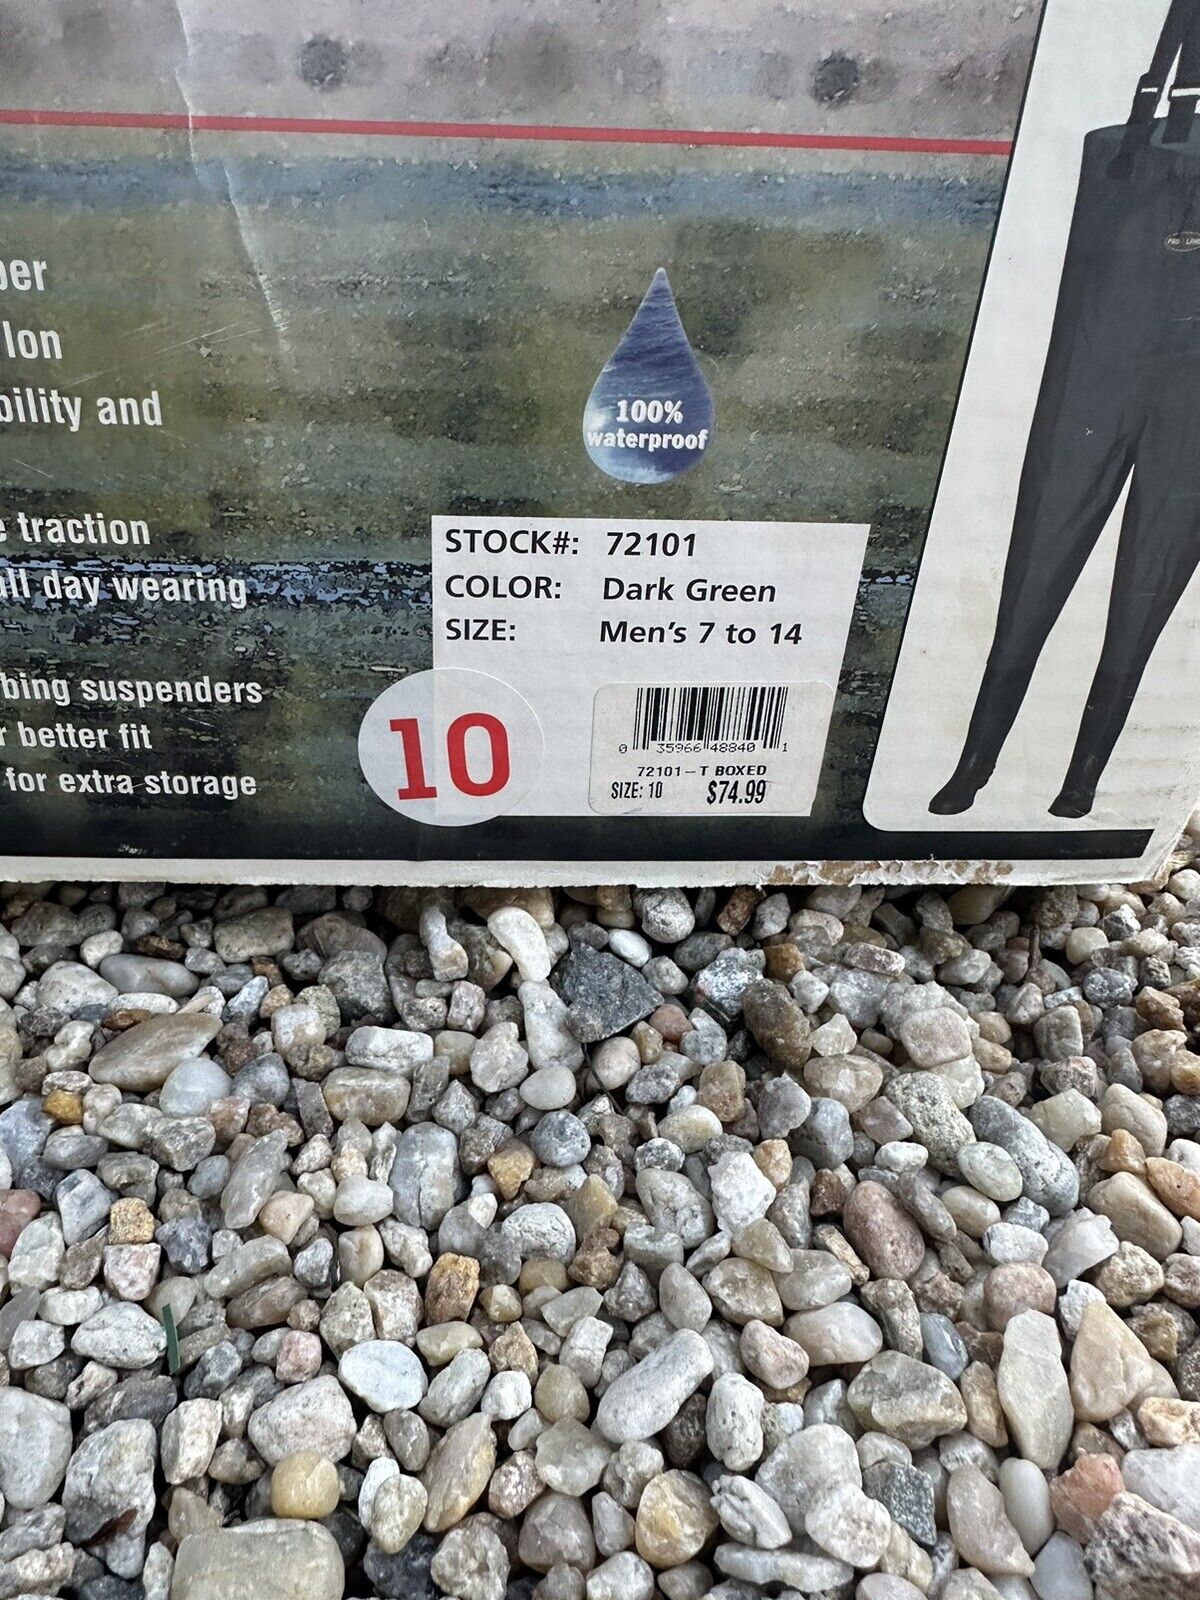 PRO LINE
ber
lon
bility and
100%
waterproof
e traction
all day wearing
STOCK#: 72101
COLOR: Dark Green
SIZE: Men's 7 to 14
bing suspenders
r better fit
for extra storage
10
0 35966 48840 1
72101-T BOXED
SIZE: 10 $74.99